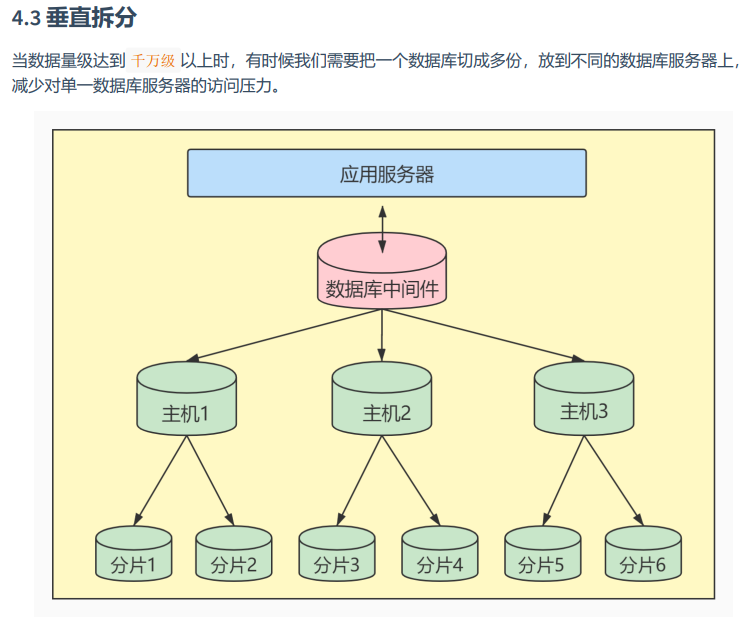 4.3 垂直拆分
当数据量级达到 千万级 以上时，有时候我们需要把一个数据库切成多份，放到不同的数据库服务器上，
减少对单一数据库服务器的访问压力。
应用服务器
数据库中间件
主机1
主机2
主机3
分片1
分片2
分片3
分片4
分片5
分片6